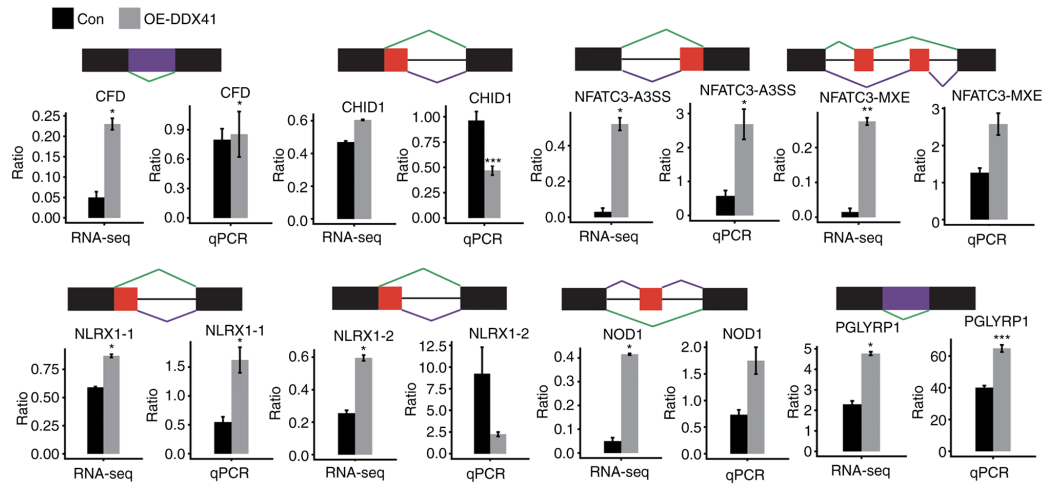 Con OE-DDX41
CFD CFD CHID1 CHID1 NFATC3-A3SS NFATC3-A3SS NFATC3-MXE NFATC3-MXE
Ratio 0.25 0.20 0.15 0.10 0.05 0.00 * RNA-seq
Ratio 0.9 0.6 0.3 0.0 * qPCR
Ratio 0.6 0.4 0.2 0.0 RNA-seq
Ratio 1.00 0.75 0.50 0.25 0.00 *** qPCR
Ratio 0.4 0.2 0.0 * RNA-seq
Ratio 3 2 1 0 * qPCR
Ratio 0.2 0.1 0.0 ** RNA-seq
Ratio 3 2 1 0 qPCR
NLRX1-1 NLRX1-1 NLRX1-2 NLRX1-2 NOD1 NOD1 PGLYRP1 PGLYRP1
Ratio 0.75 0.50 0.25 0.00 * RNA-seq
Ratio 1.5 1.0 0.5 0.0 * qPCR
Ratio 0.6 0.4 0.2 0.0 * RNA-seq
Ratio 12.5 10.0 7.5 5.0 2.5 0.0 qPCR
Ratio 0.4 0.3 0.2 0.1 0.0 * RNA-seq
Ratio 2.0 1.5 1.0 0.5 0.0 qPCR
Ratio 5 4 3 2 1 0 * RNA-seq
Ratio 60 40 20 0 *** qPCR